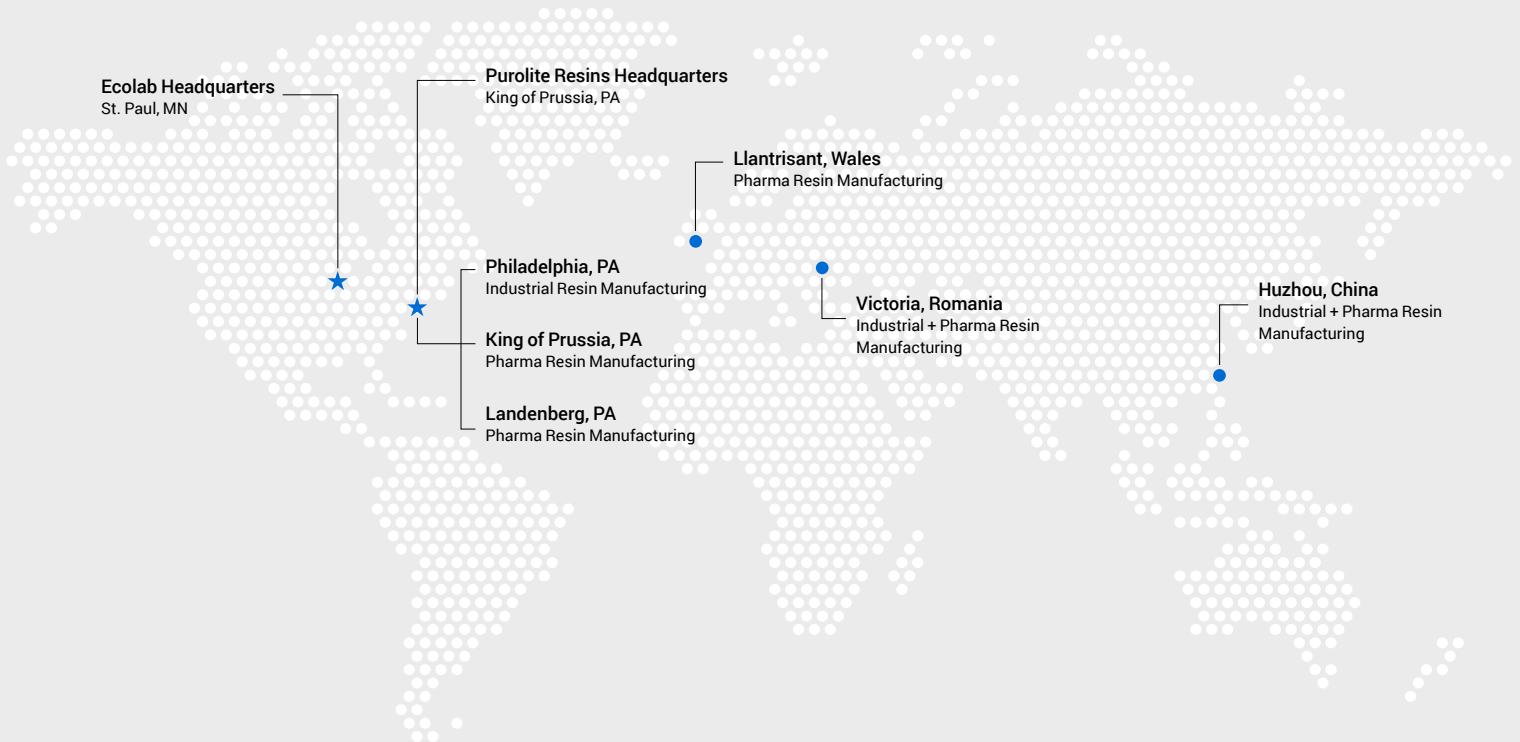 Ecolab Headquarters
St. Paul, MN
Purolite Resins Headquarters
King of Prussia, PA
Llantrisant, Wales
Pharma Resin Manufacturing
Philadelphia, PA
Industrial Resin Manufacturing
King of Prussia, PA
Pharma Resin Manufacturing
Landenberg, PA
Pharma Resin Manufacturing
Victoria, Romania
Industrial + Pharma Resin
Manufacturing
Huzhou, China
Industrial + Pharma Resin
Manufacturing